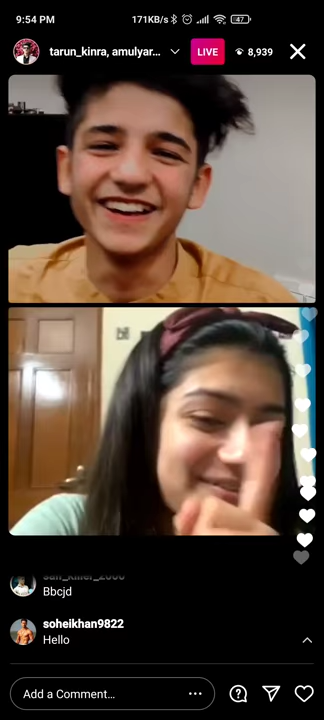 9:54 PM 171KB/s 47
tarun_kinra, amulyar... LIVE 8,939
Bbcjd
soheikhan9822
Hello
Add a Comment...